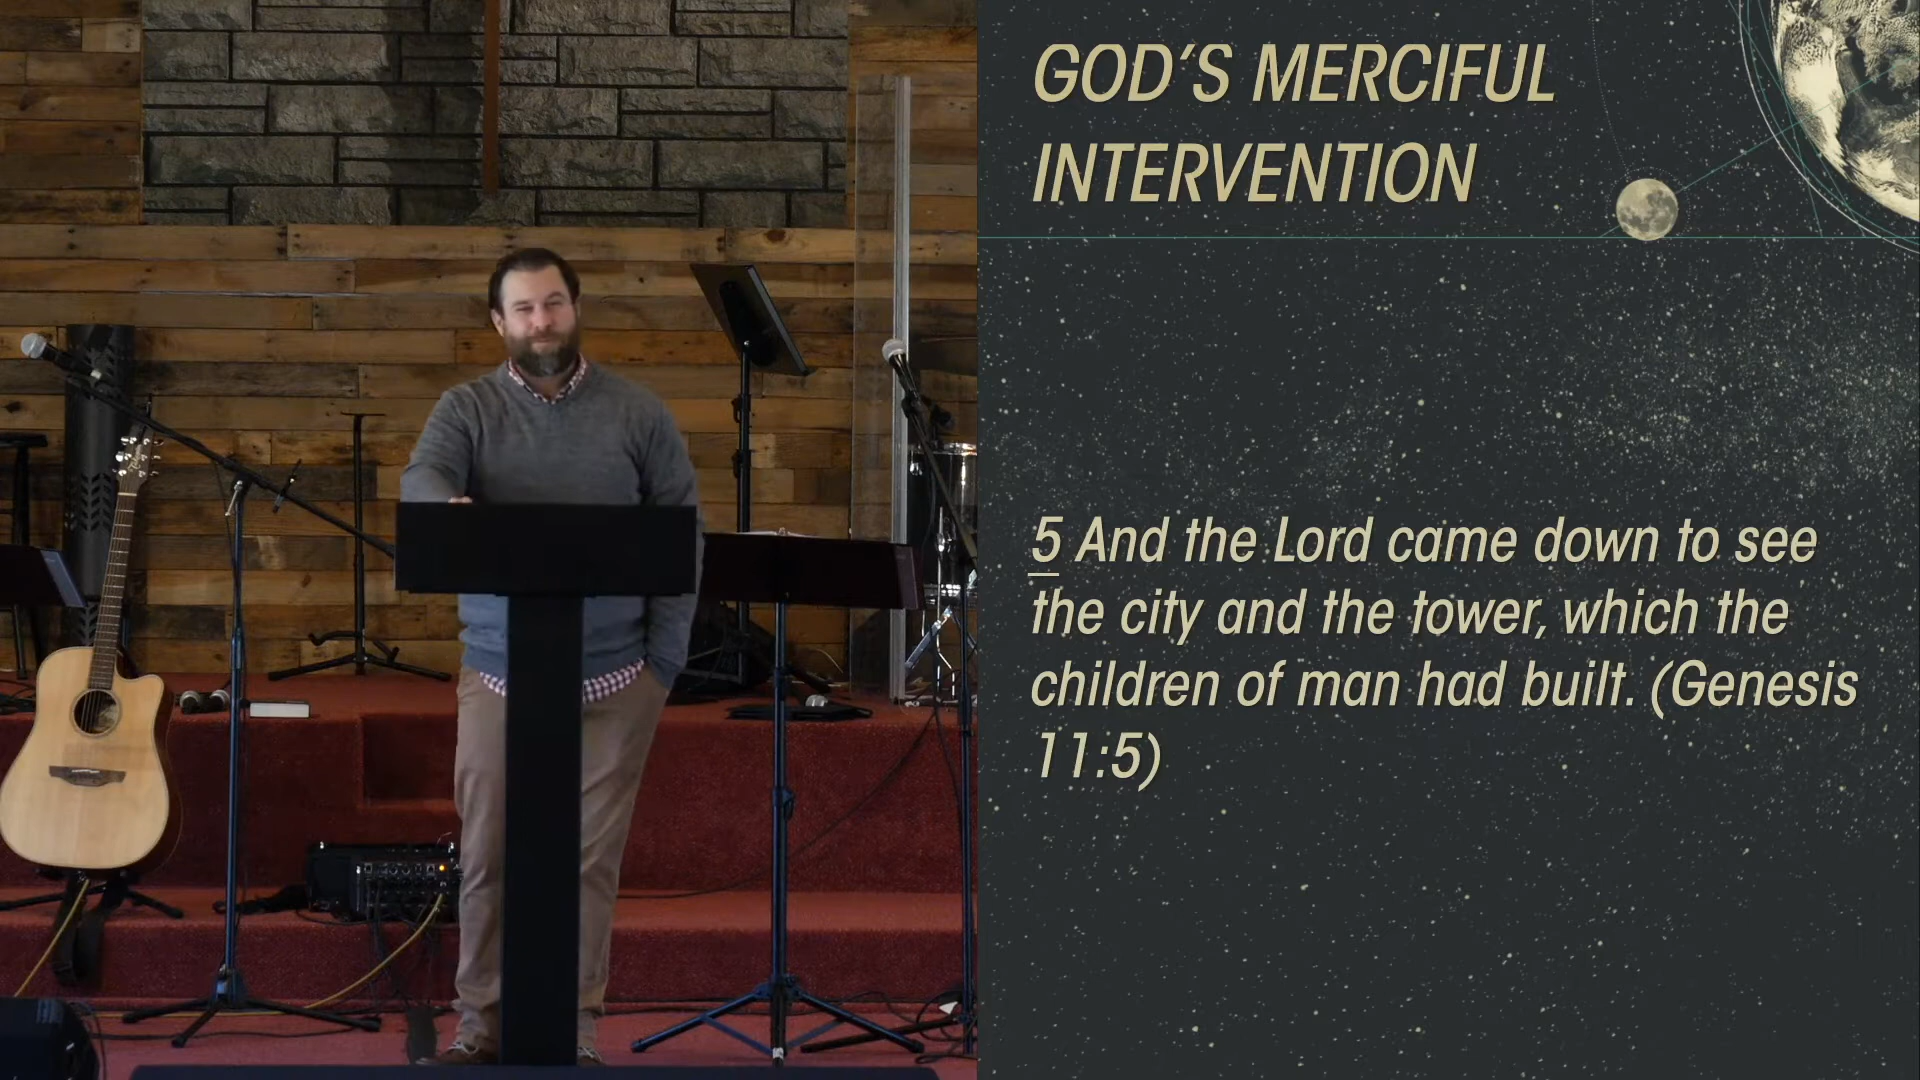 GOD'S MERCIFUL
INTERVENTION
5 And the Lord came down to see
the city and the tower, which the
children of man had built. (Genesis
11:5)